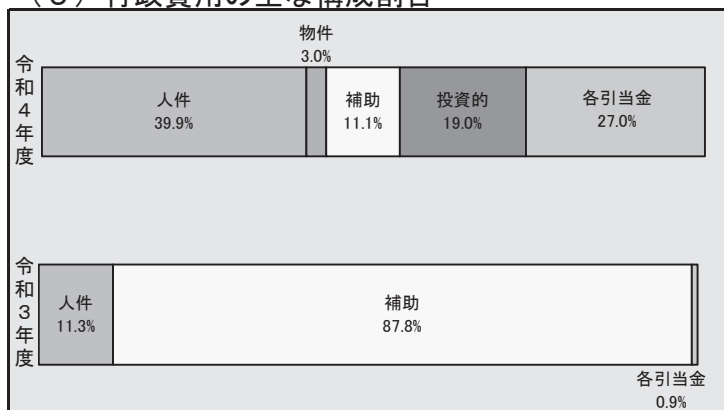 （３）行政費用の主な構成割合
物件
3.0%
令和４年度
人件
39.9%
補助
11.1%
投資的
19.0%
各引当金
27.0%
令和３年度
人件
11.3%
補助
87.8%
各引当金
0.9%